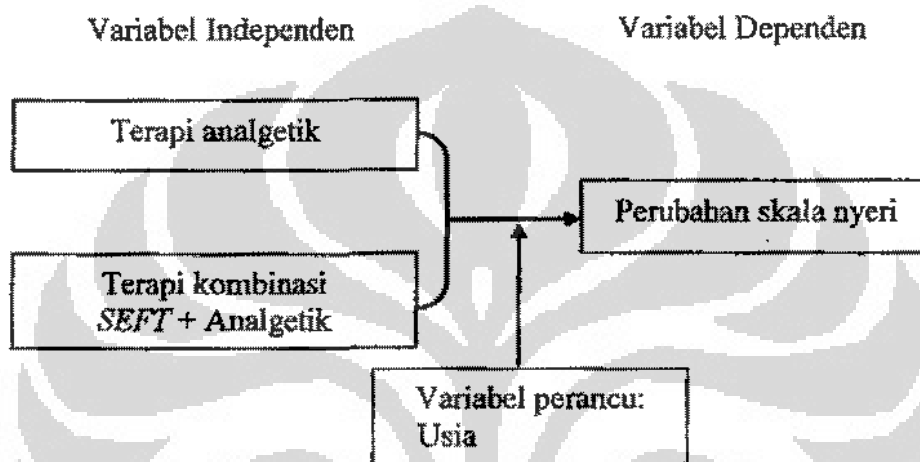 Variabel Independen
Variabel Dependen
Terapi analgetik
Perubahan skala nyeri
Terapi kombinasi
SEFT + Analgetik
Variabel perancu:
Usia